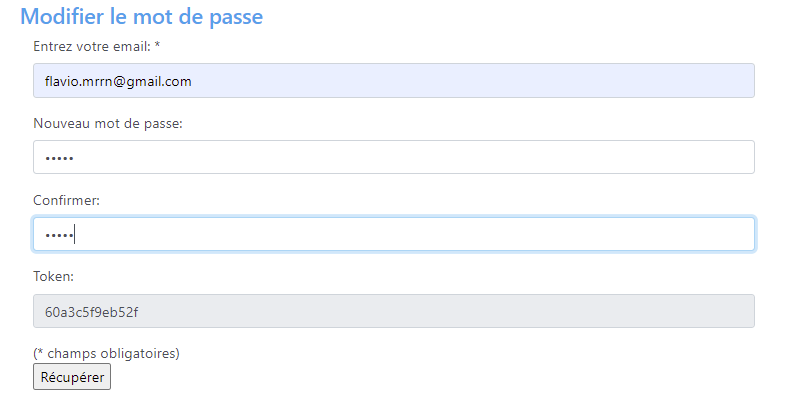 Modifier le mot de passe
Entrez votre email: *
flavio.mrrn@gmail.com
Nouveau mot de passe:
•••••
Confirmer:
•••••
Token:
60a3c5f9eb52f
(* champs obligatoires)
Récupérer